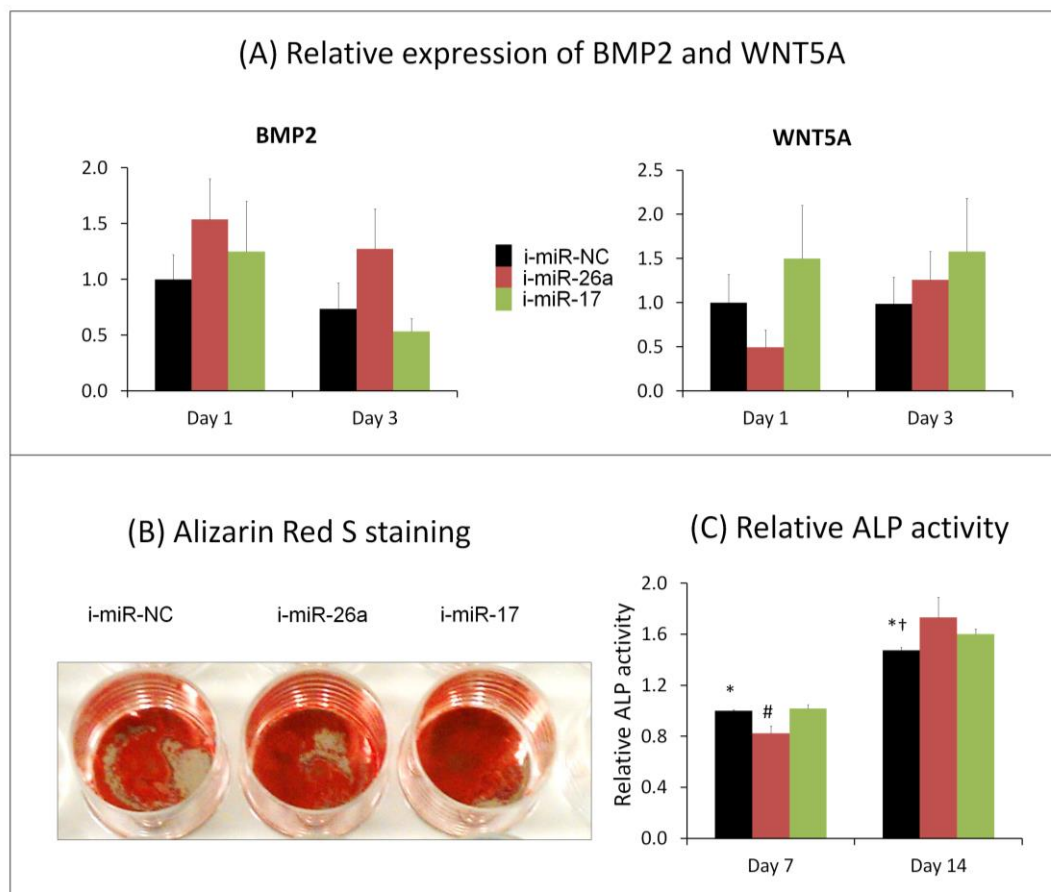 (A) Relative expression of BMP2 and WNT5A
BMP2
2.0
1.5
1.0
0.5
0.0
Day 1
Day 3
i-miR-NC
i-miR-26a
i-miR-17
WNT5A
2.5
2.0
1.5
1.0
0.5
0.0
Day 1
Day 3
(B) Alizarin Red S staining
i-miR-NC
i-miR-26a
i-miR-17
(C) Relative ALP activity
Relative ALP activity
2.0
1.6
1.2
0.8
0.4
0.0
*
#
*†
Day 7
Day 14